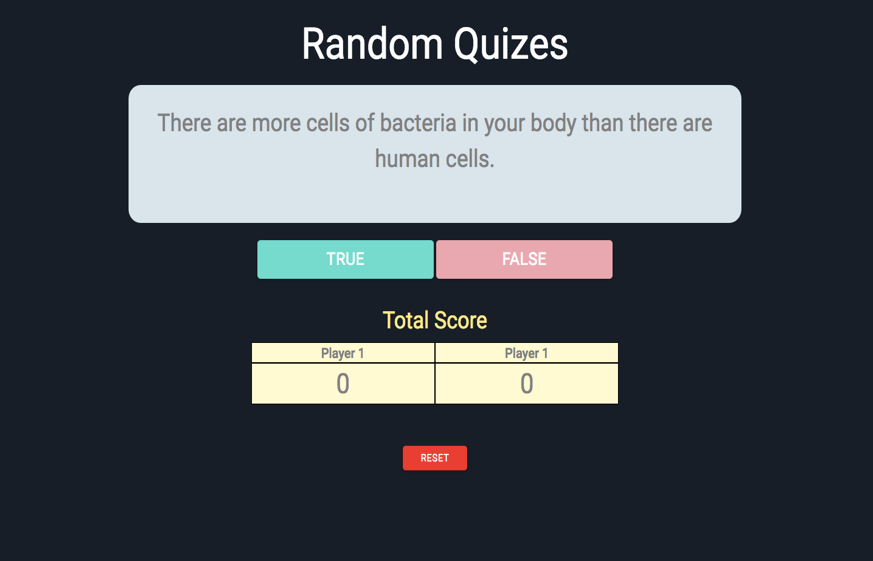 Random Quizes
There are more cells of bacteria in your body than there are
human cells.
TRUE FALSE
Total Score
Player 1 Player 1
0 0
RESET